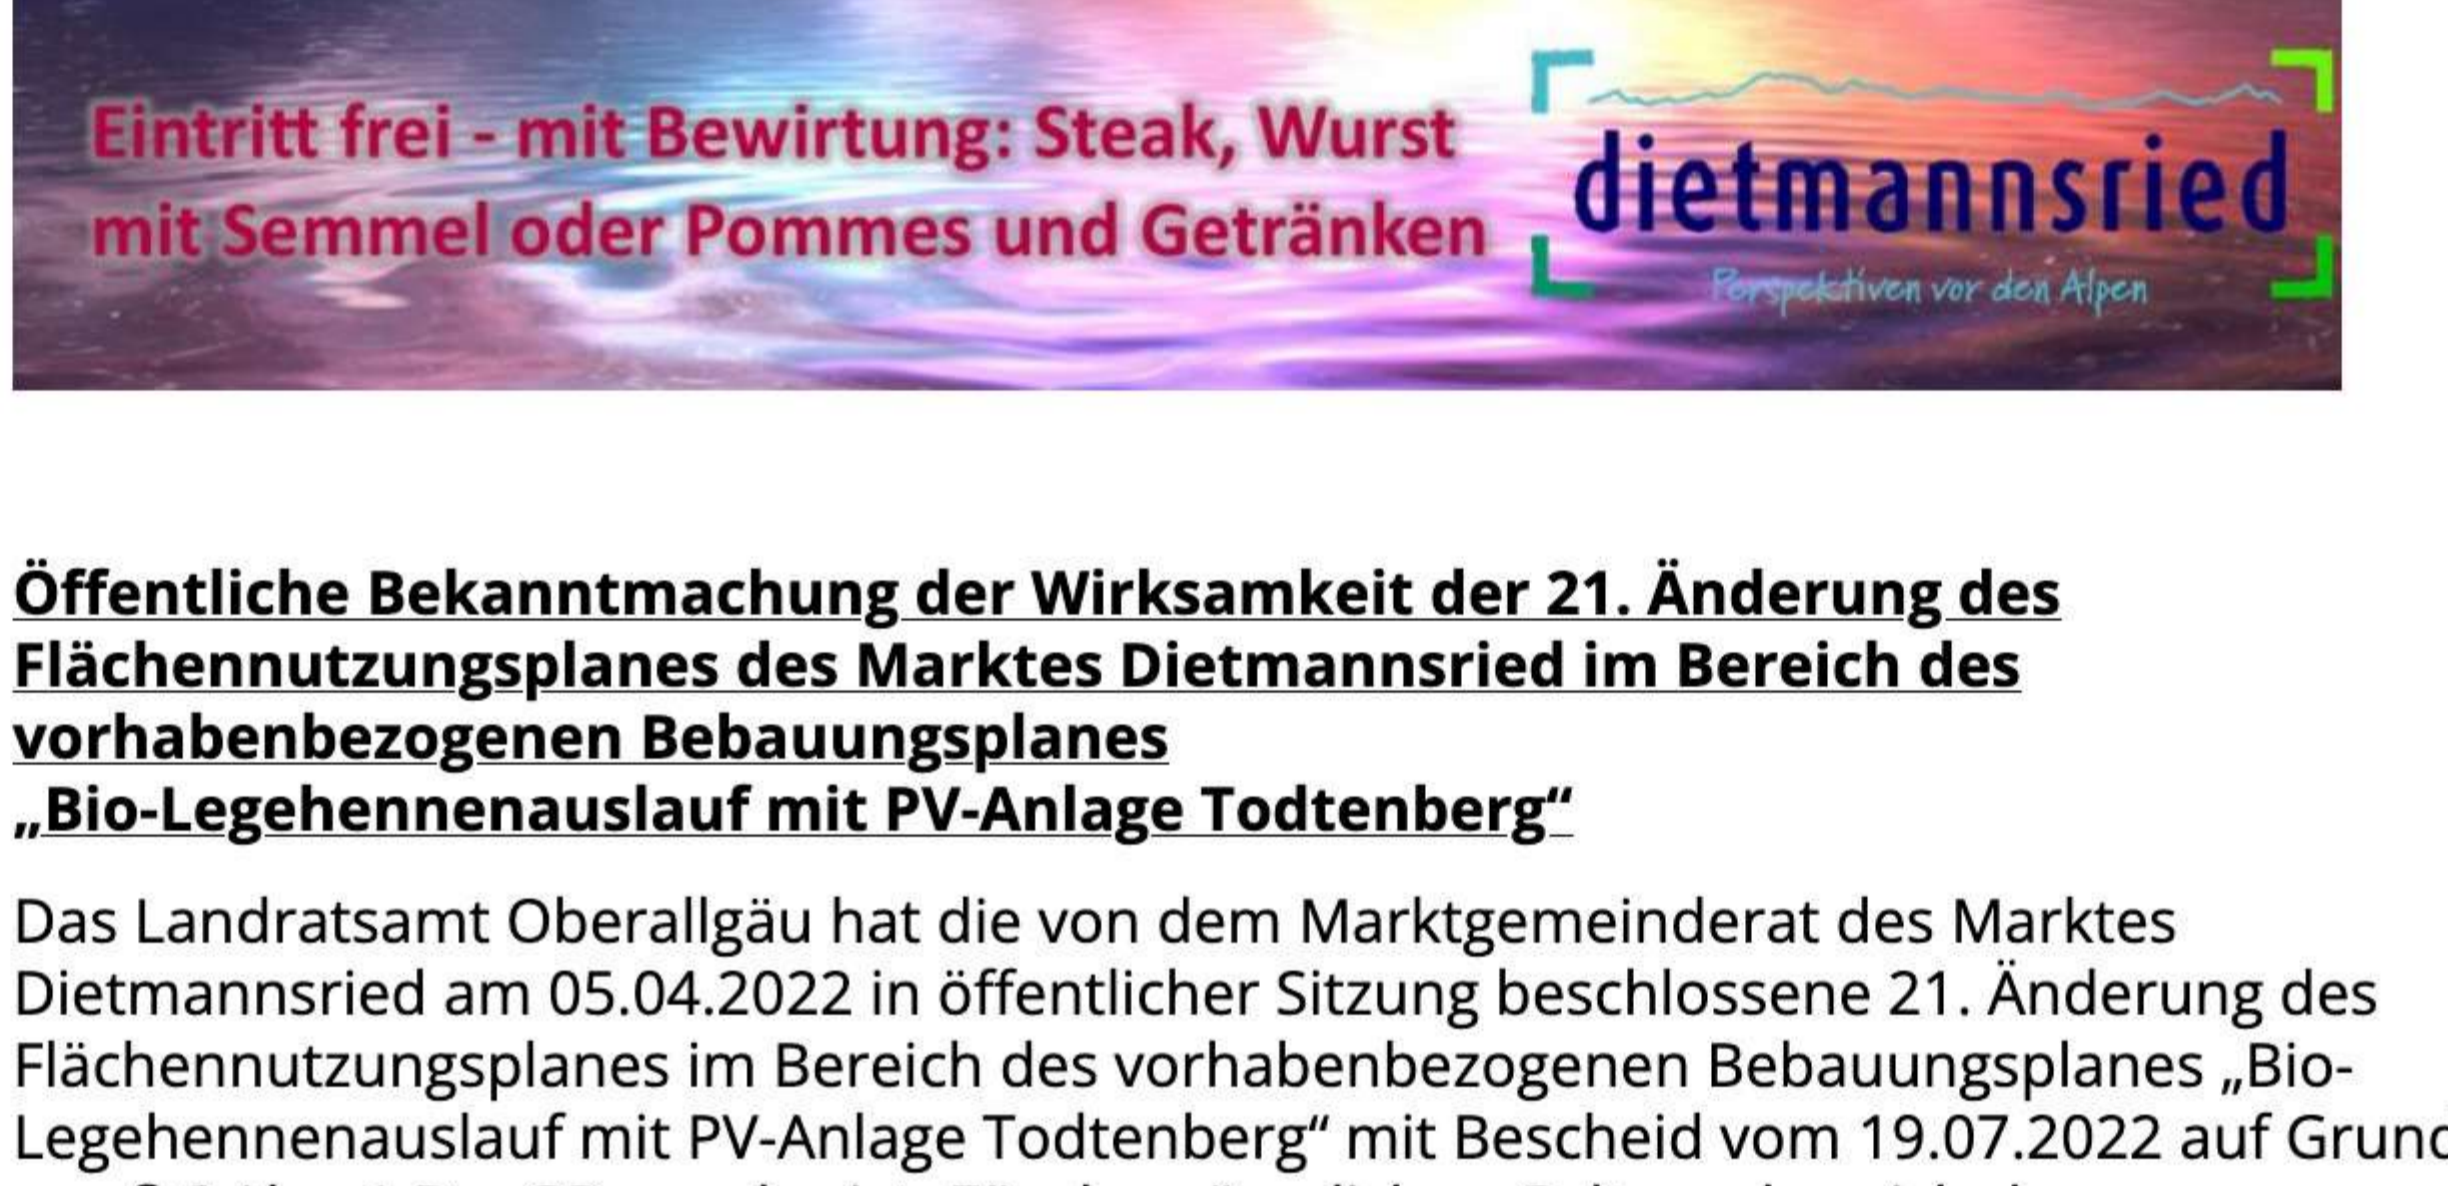 Eintritt frei - mit Bewirtung: Steak, Wurst
mit Semmel oder Pommes und Getränken
dietmannsried
Perspektiven vor den Alpen
Öffentliche Bekanntmachung der Wirksamkeit der 21. Änderung des
Flächennutzungsplanes des Marktes Dietmannsried im Bereich des
vorhabenbezogenen Bebauungsplanes
„Bio-Legehennenauslauf mit PV-Anlage Todtenberg“
Das Landratsamt Oberallgäu hat die von dem Marktgemeinderat des Marktes
Dietmannsried am 05.04.2022 in öffentlicher Sitzung beschlossene 21. Änderung des
Flächennutzungsplanes im Bereich des vorhabenbezogenen Bebauungsplanes „Bio-
Legehennenauslauf mit PV-Anlage Todtenberg“ mit Bescheid vom 19.07.2022 auf Grund